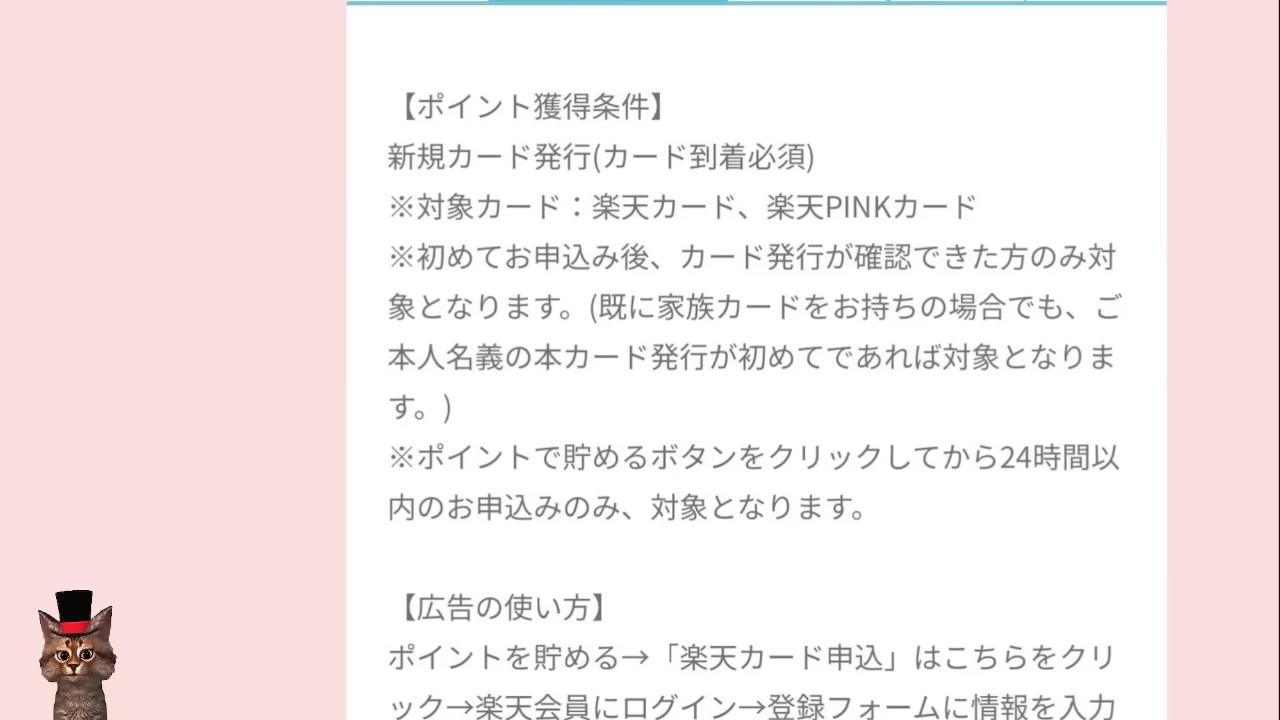 【ポイント獲得条件】
新規カード発行(カード到着必須)
※対象カード：楽天カード、楽天PINKカード
※初めてお申込み後、カード発行が確認できた方のみ対
象となります。(既に家族カードをお持ちの場合でも、ご
本人名義の本カード発行が初めてであれば対象となりま
す。)
※ポイントで貯めるボタンをクリックしてから24時間以
内のお申込みのみ、対象となります。
【広告の使い方】
ポイントを貯める→「楽天カード申込」はこちらをクリ
ック→楽天会員にログイン→登録フォームに情報を入力